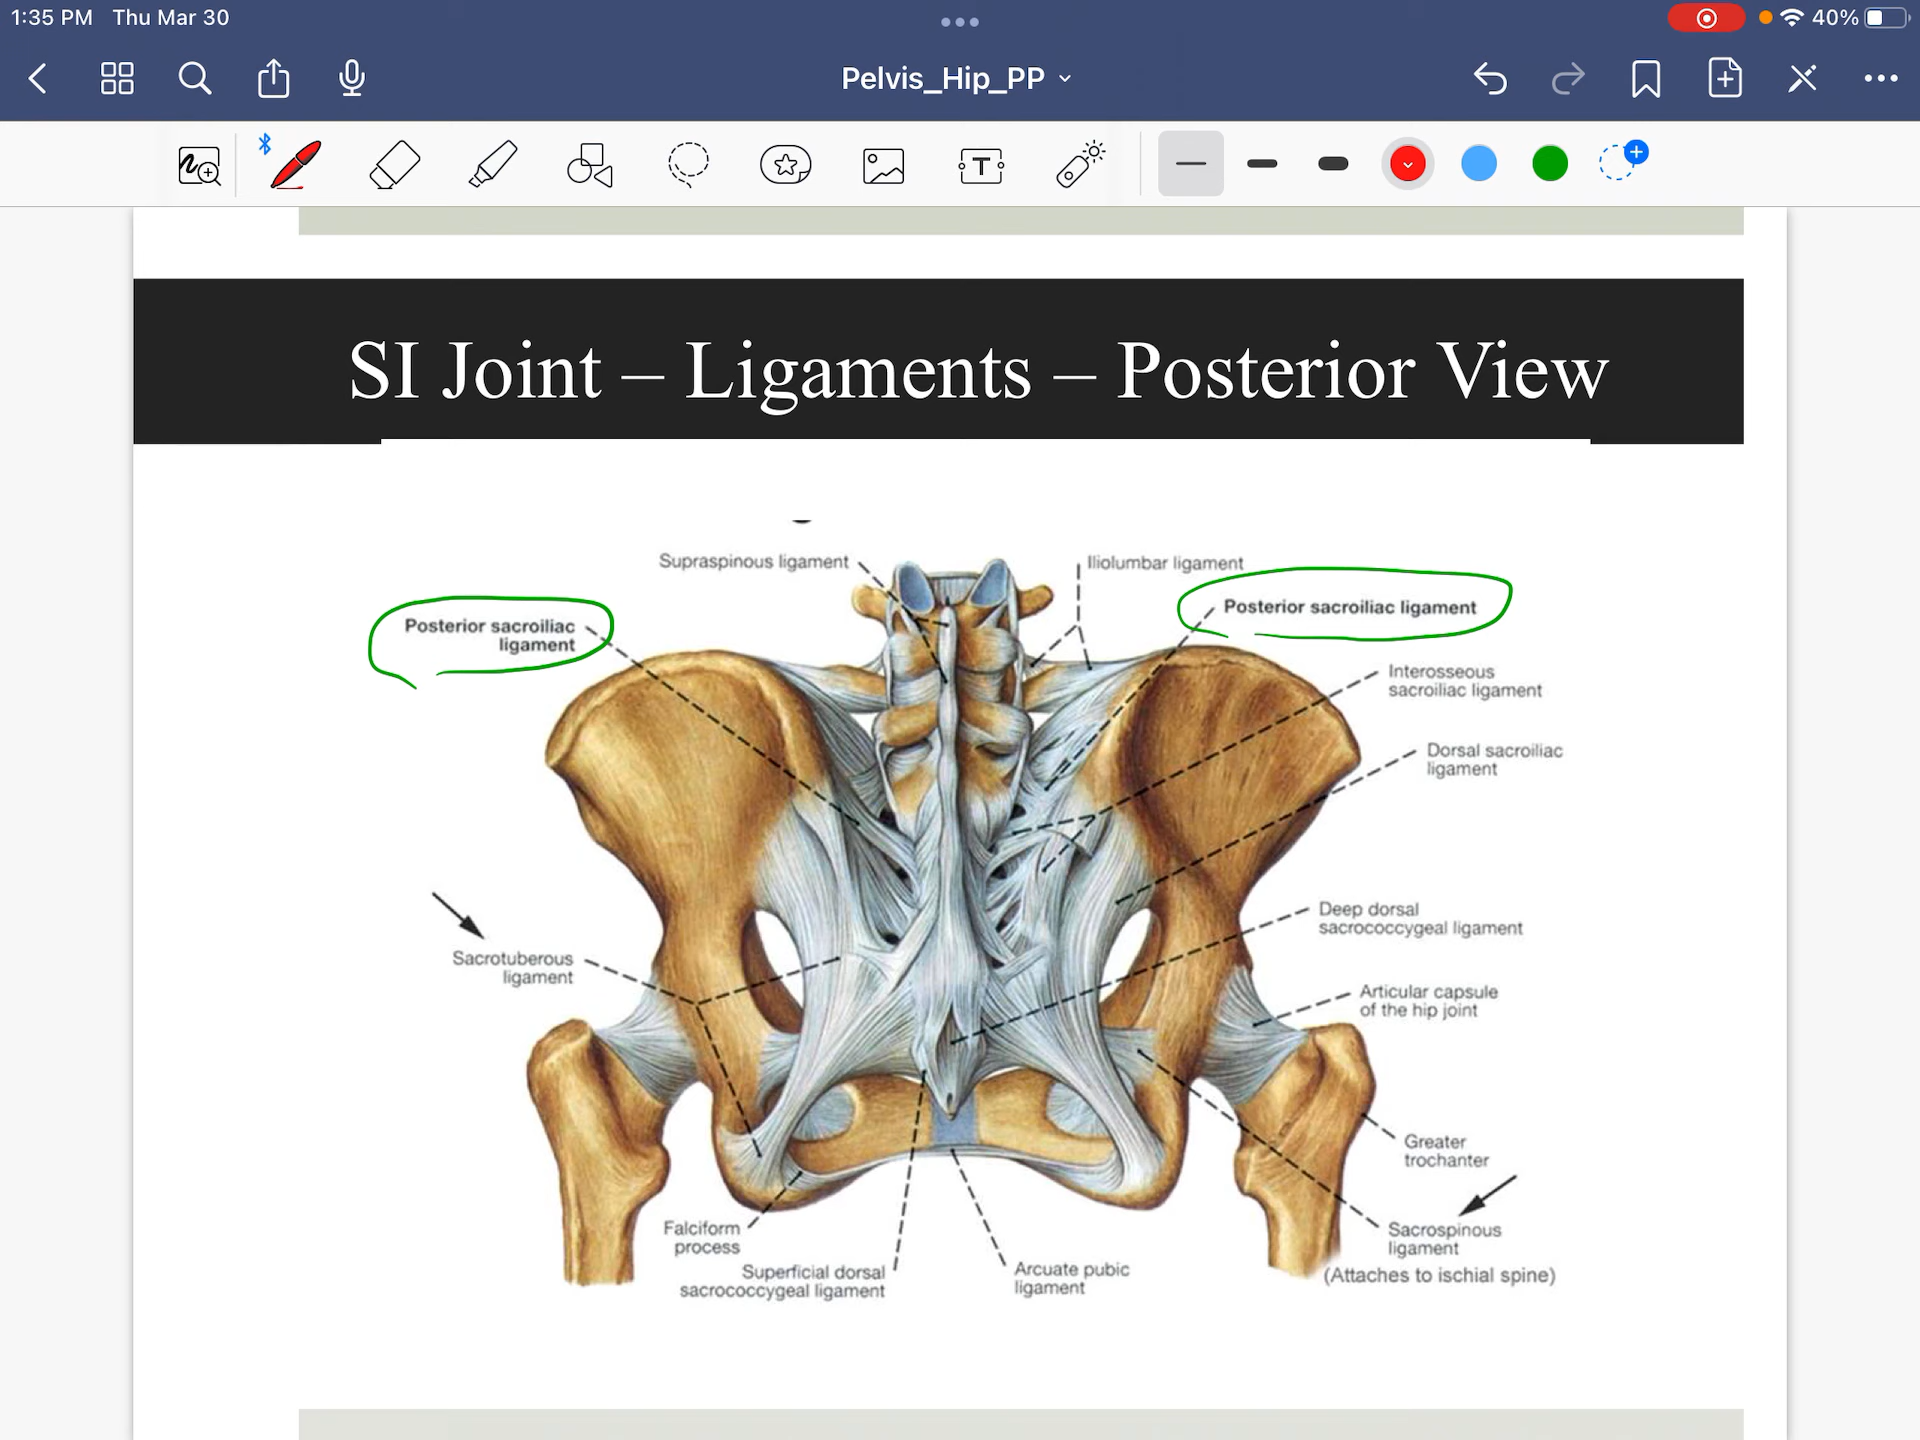 1:35 PM Thu Mar 30
40%
Pelvis_Hip_PP
T
SI Joint – Ligaments – Posterior View
Supraspinous ligament
Iliolumbar ligament
Posterior sacroiliac
ligament
Posterior sacroiliac ligament
Interosseous
sacroiliac ligament
Dorsal sacroiliac
ligament
Deep dorsal
sacrococcygeal ligament
Sacrotuberous
ligament
Articular capsule
of the hip joint
Greater
trochanter
Falciform
process
Sacrospinous
ligament
(Attaches to ischial spine)
Superficial dorsal
sacrococcygeal ligament
Arcuate pubic
ligament